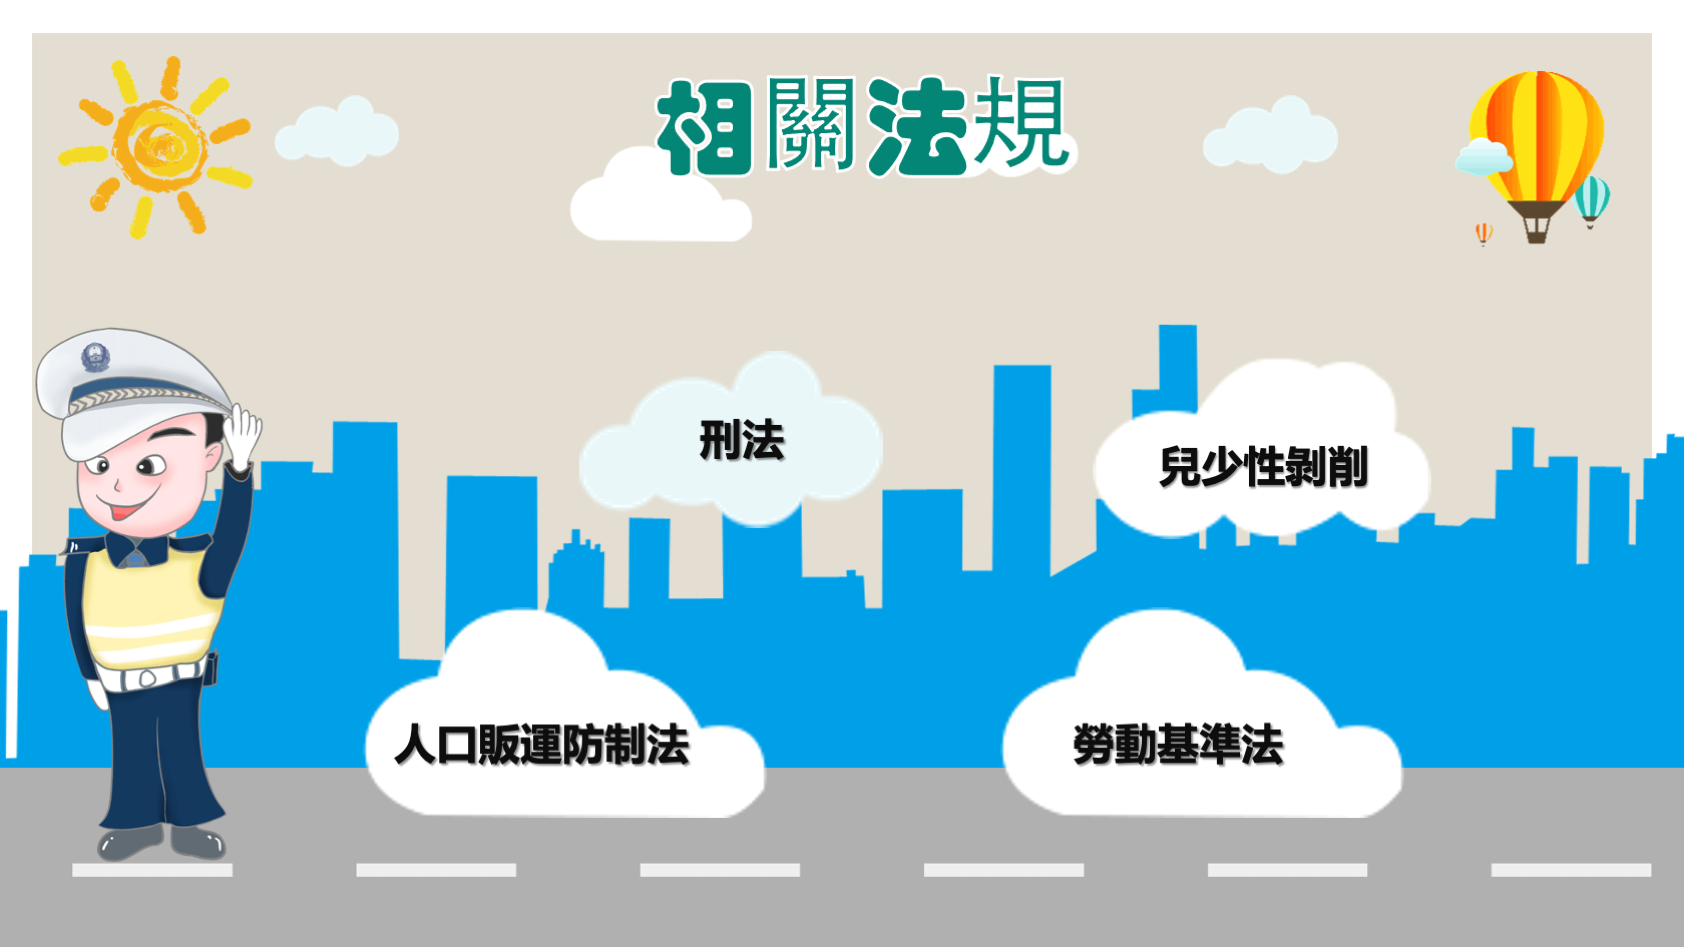 相關法規
刑法
兒少性剝削
人口販運防制法
勞動基準法